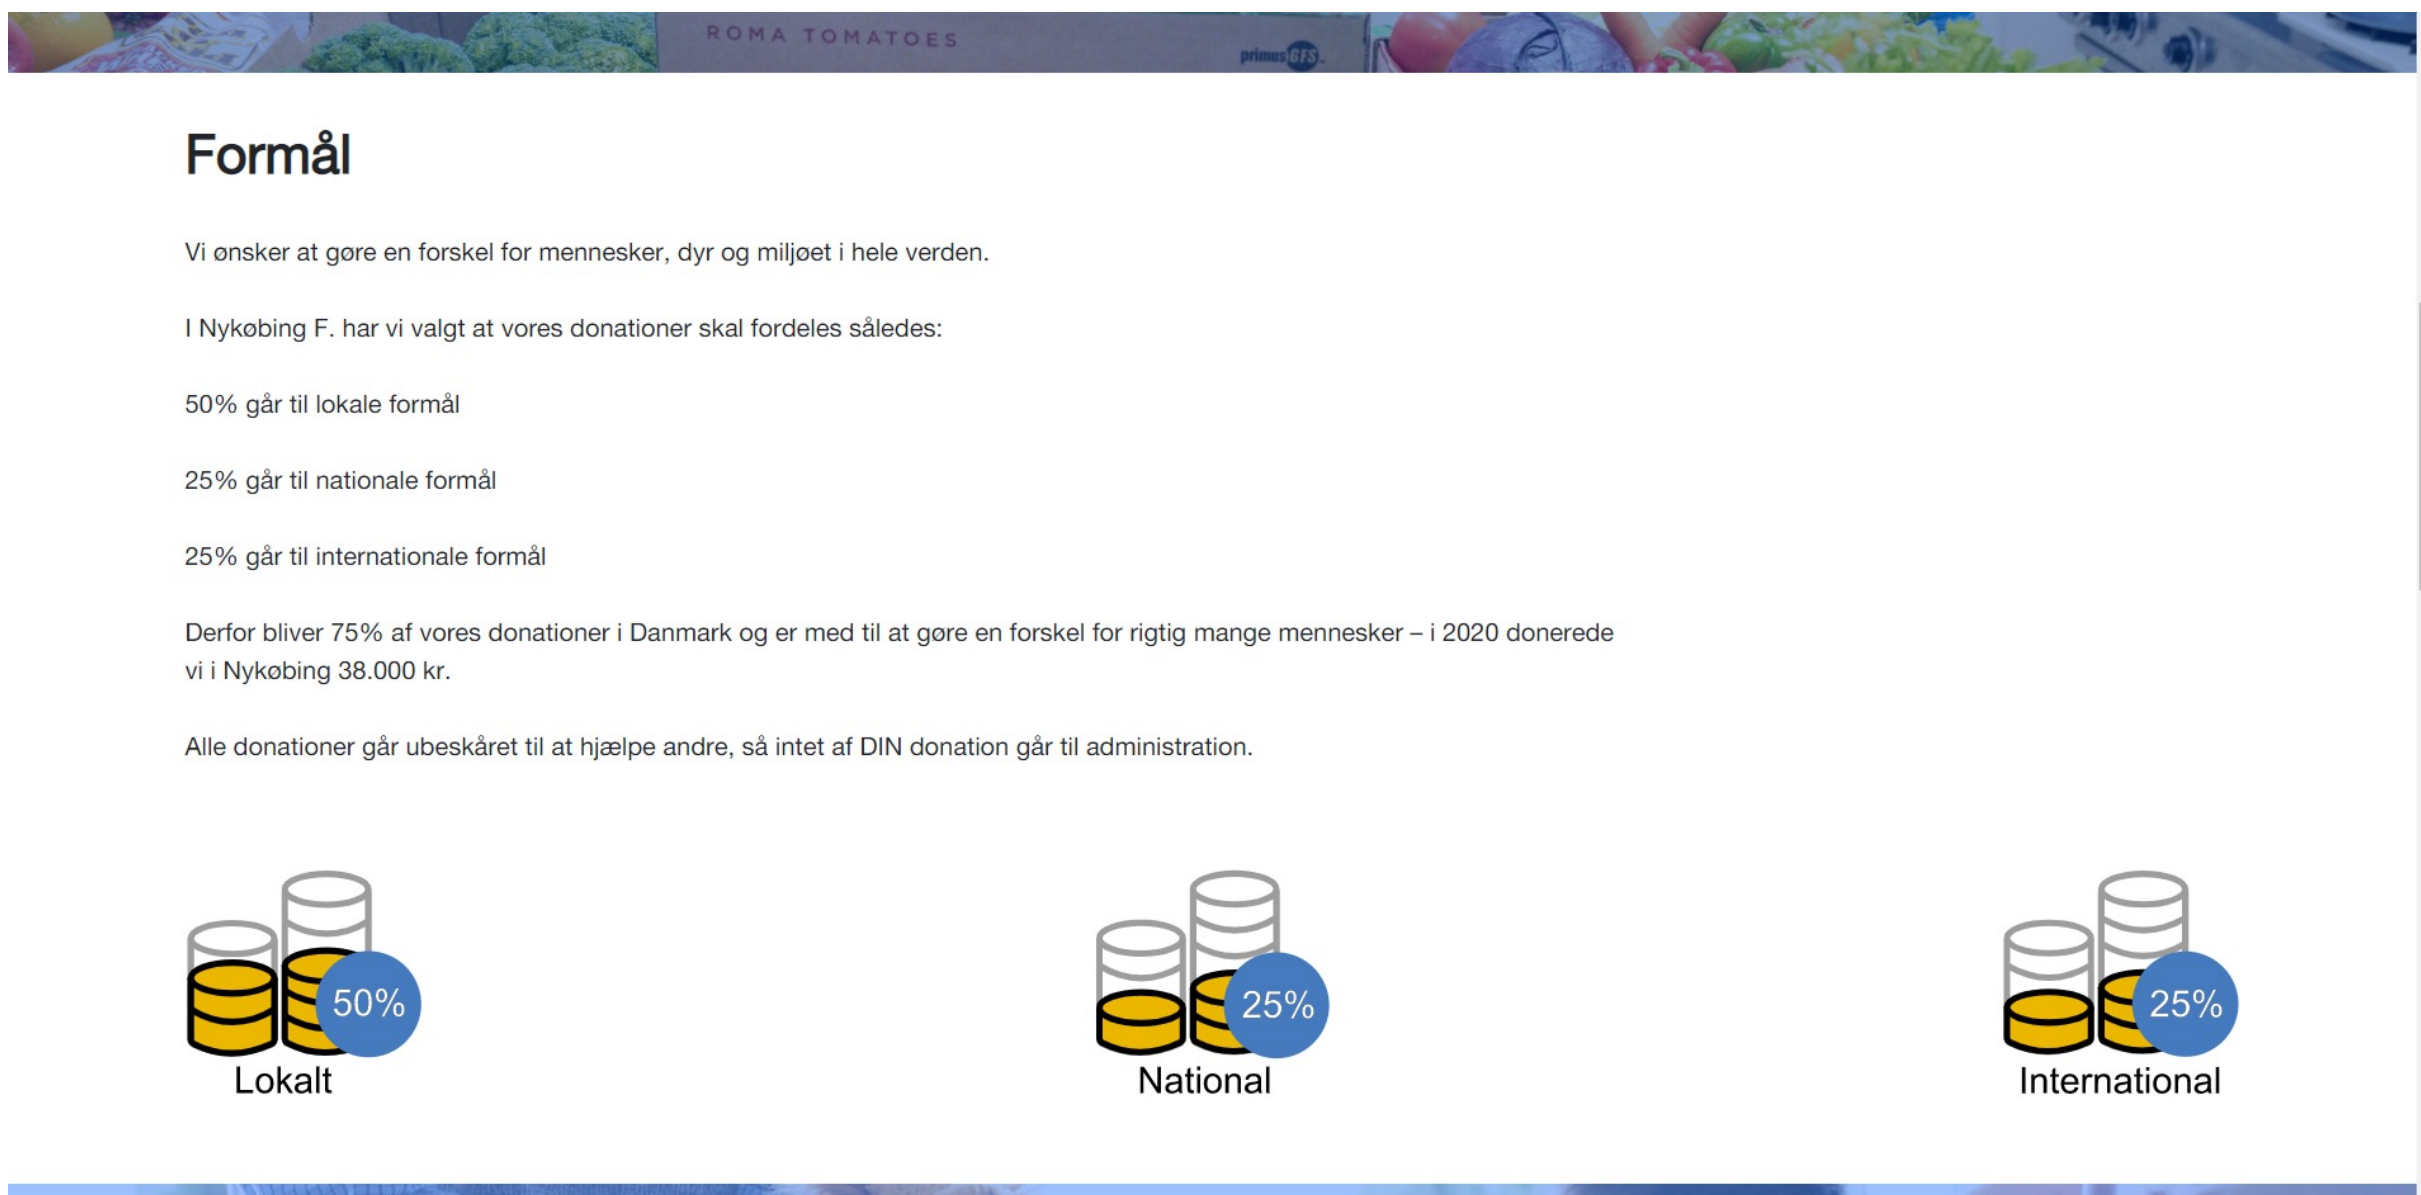 ROMA TOMATOES
primusGFS
Formål
Vi ønsker at gøre en forskel for mennesker, dyr og miljøet i hele verden.
I Nykøbing F. har vi valgt at vores donationer skal fordeles således:
50% går til lokale formål
25% går til nationale formål
25% går til internationale formål
Derfor bliver 75% af vores donationer i Danmark og er med til at gøre en forskel for rigtig mange mennesker – i 2020 donerede
vi i Nykøbing 38.000 kr.
Alle donationer går ubeskåret til at hjælpe andre, så intet af DIN donation går til administration.
50%
25%
25%
Lokalt
National
International